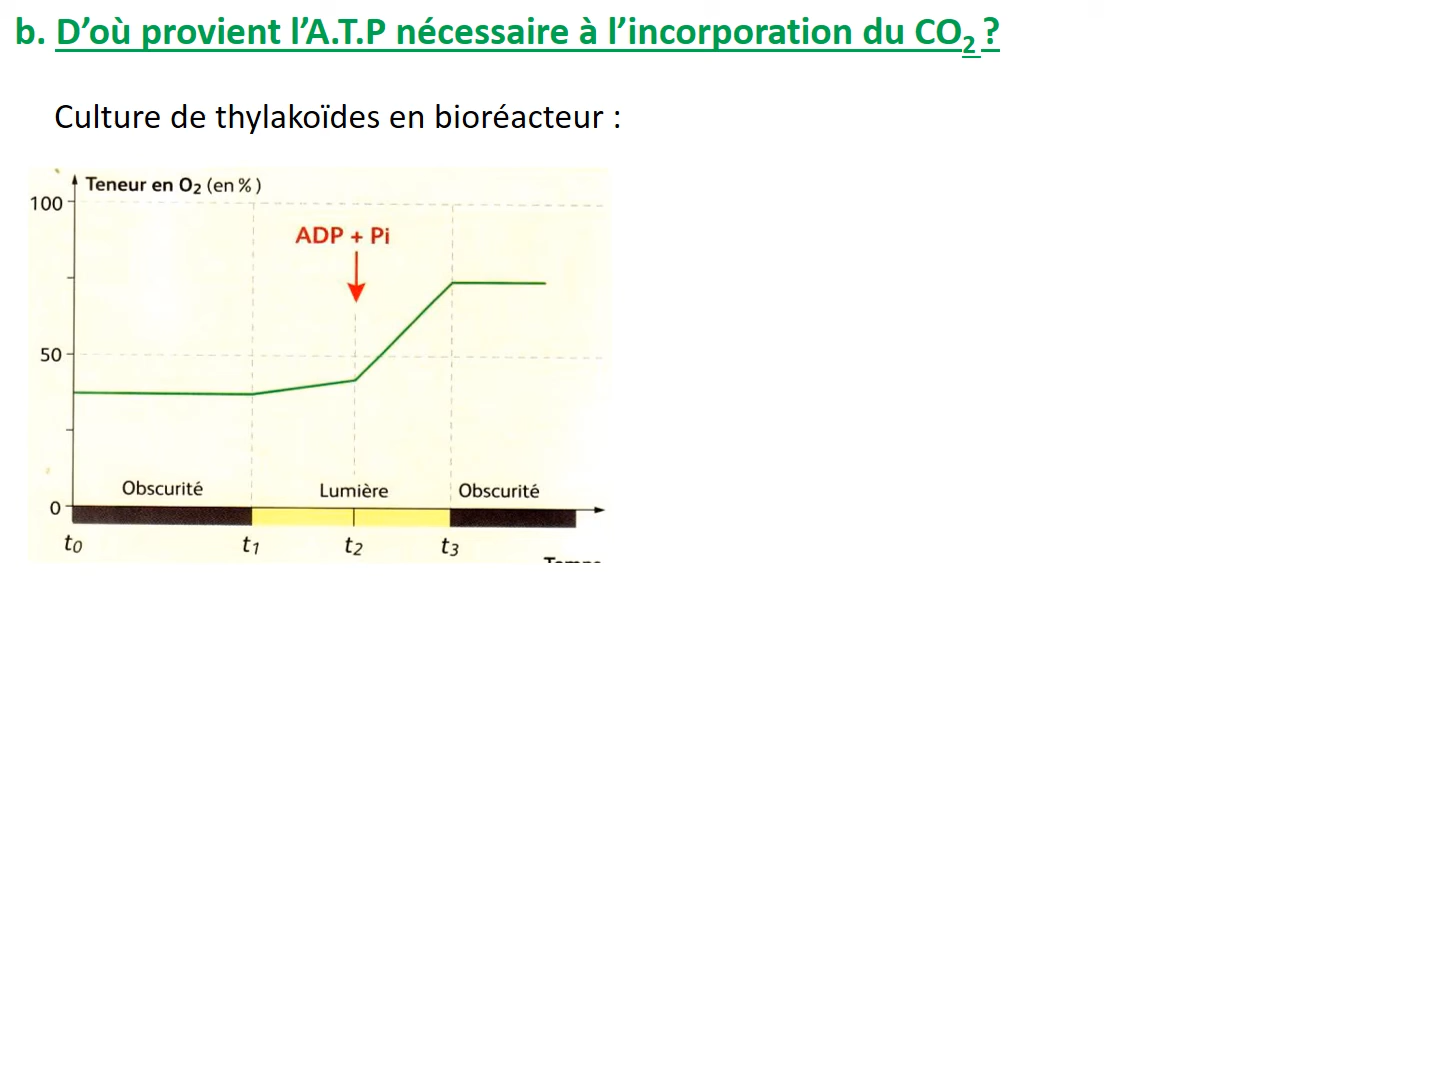 b. D’où provient l’A.T.P nécessaire à l’incorporation du CO2 ?
Culture de thylakoïdes en bioréacteur :
Teneur en O2 (en %)
100
ADP + Pi
50
Obscurité Lumière Obscurité
0
t0 t1 t2 t3